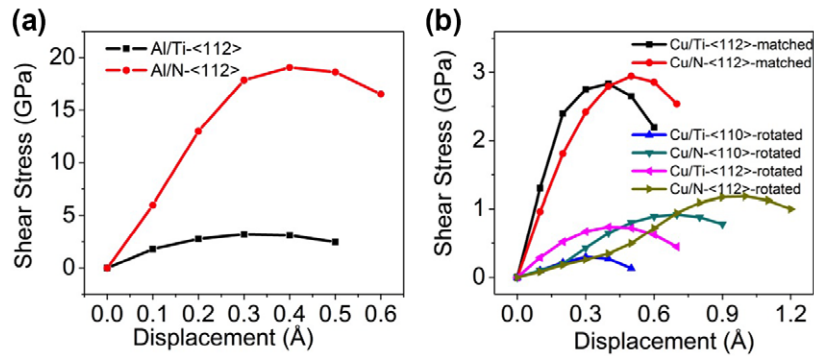 (a)
Al/Ti-<112>
Al/N-<112>
Shear Stress (GPa)
20
15
10
5
0
0.0 0.1 0.2 0.3 0.4 0.5 0.6
Displacement (Å)
(b)
Cu/Ti-<112>-matched
Cu/N-<112>-matched
Cu/Ti-<110>-rotated
Cu/N-<110>-rotated
Cu/Ti-<112>-rotated
Cu/N-<112>-rotated
Shear Stress (GPa)
3
2
1
0
0.0 0.3 0.6 0.9 1.2
Displacement (Å)